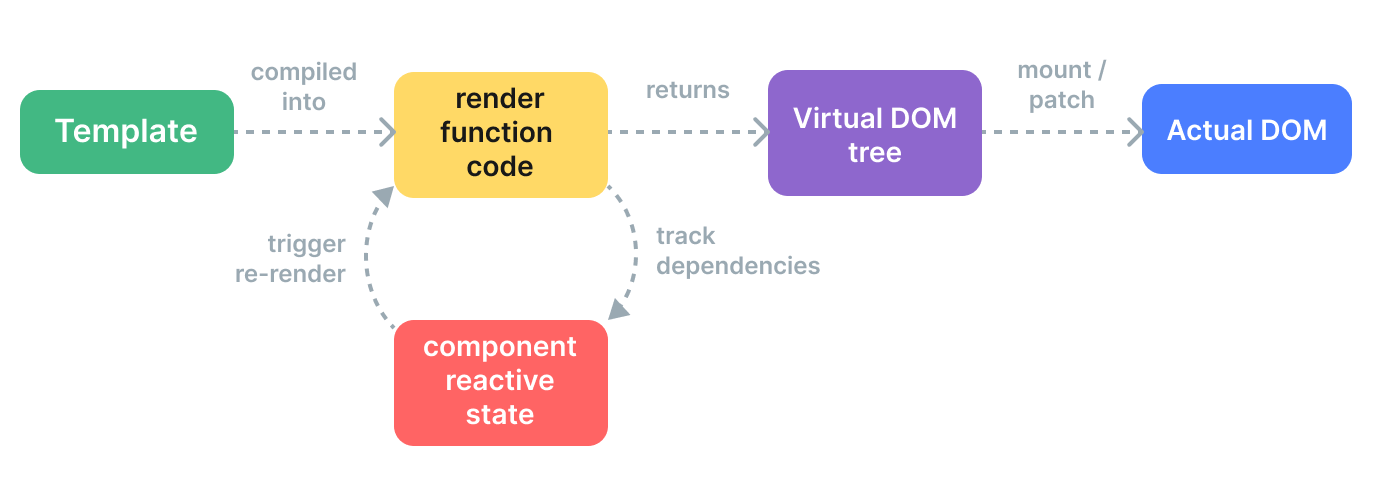 Template
compiled
into
render
function
code
returns
Virtual DOM
tree
mount /
patch
Actual DOM
trigger
re-render
track
dependencies
component
reactive
state